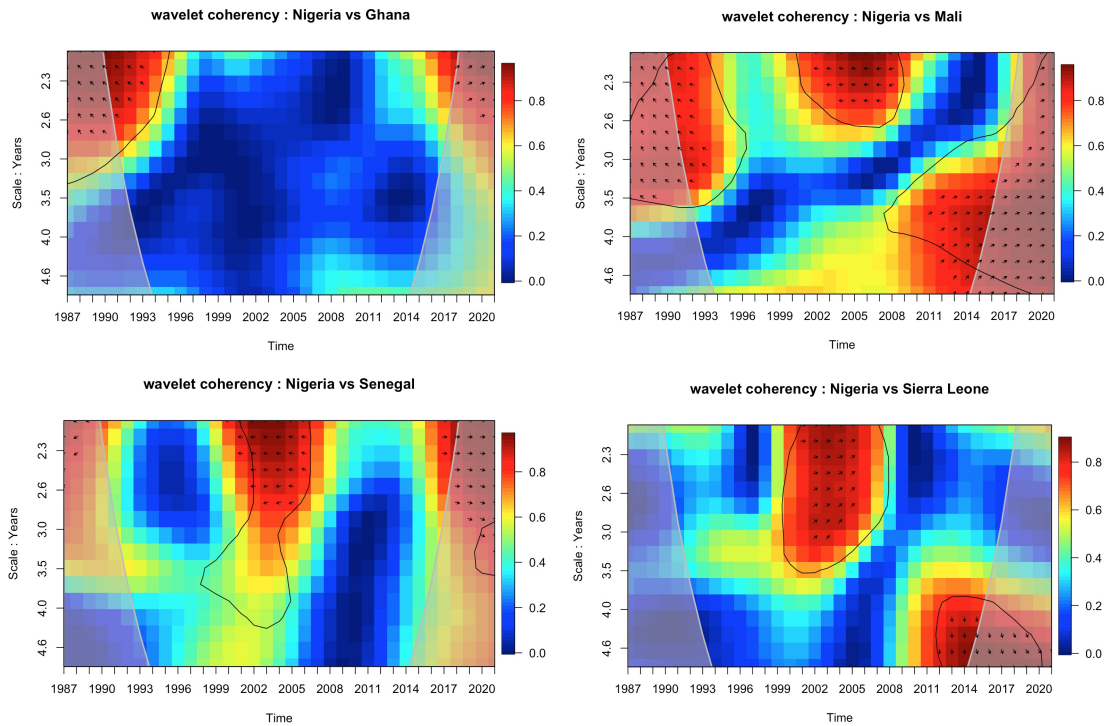 wavelet coherency : Nigeria vs Ghana
Scale : Years
2.3
2.6
3.0
3.5
4.0
4.6
1987 1990 1993 1996 1999 2002 2005 2008 2011 2014 2017 2020
Time
0.8
0.6
0.4
0.2
0.0
wavelet coherency : Nigeria vs Mali
Scale : Years
2.3
2.6
3.0
3.5
4.0
4.6
1987 1990 1993 1996 1999 2002 2005 2008 2011 2014 2017 2020
Time
0.8
0.6
0.4
0.2
0.0
wavelet coherency : Nigeria vs Senegal
Scale : Years
2.3
2.6
3.0
3.5
4.0
4.6
1987 1990 1993 1996 1999 2002 2005 2008 2011 2014 2017 2020
Time
0.8
0.6
0.4
0.2
0.0
wavelet coherency : Nigeria vs Sierra Leone
Scale : Years
2.3
2.6
3.0
3.5
4.0
4.6
1987 1990 1993 1996 1999 2002 2005 2008 2011 2014 2017 2020
Time
0.8
0.6
0.4
0.2
0.0